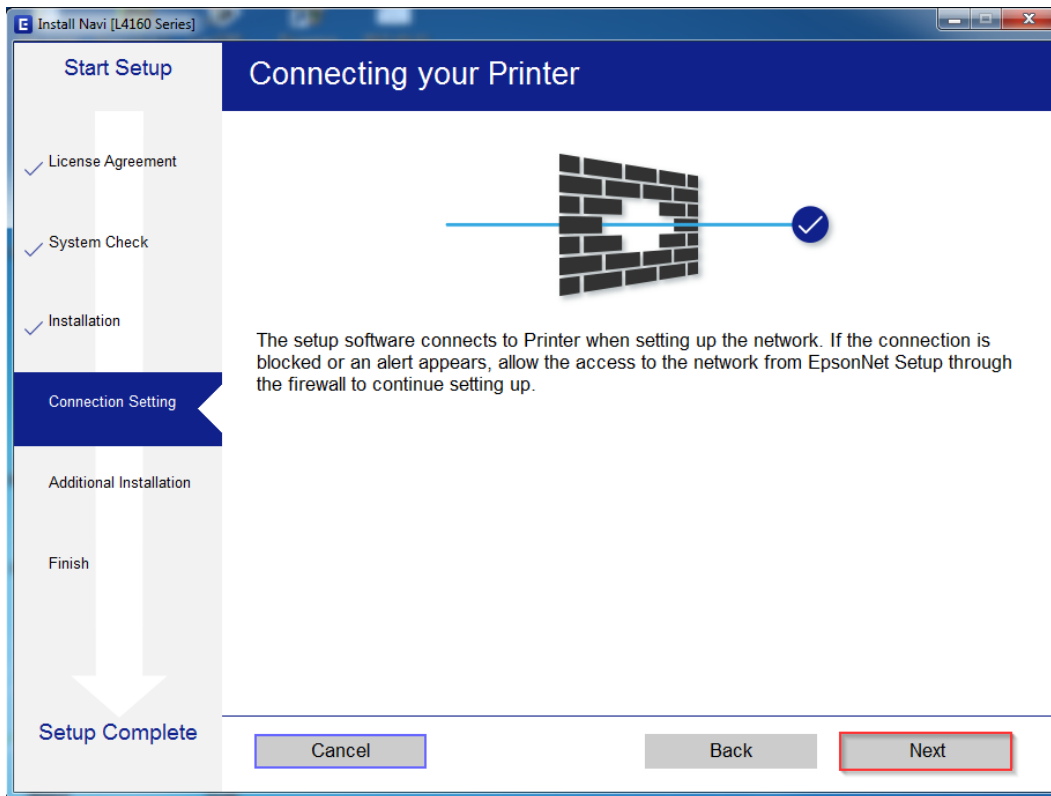 E Install Navi [L4160 Series]
Start Setup
Connecting your Printer
License Agreement
System Check
Installation
Connection Setting
Additional Installation
Finish
Setup Complete
The setup software connects to Printer when setting up the network. If the connection is
blocked or an alert appears, allow the access to the network from EpsonNet Setup through
the firewall to continue setting up.
Cancel
Back
Next